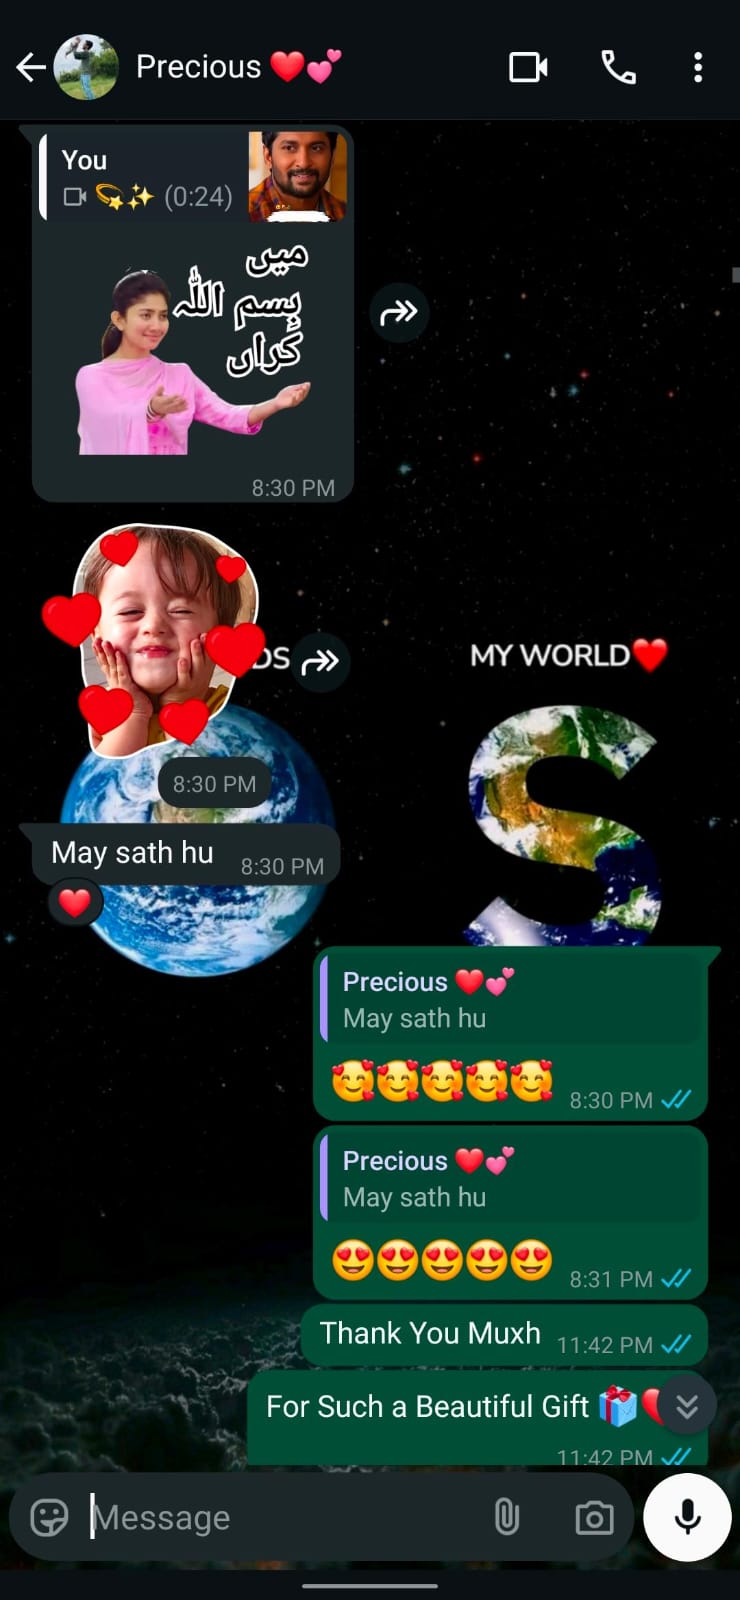 Precious ❤️💕
You
💫✨ (0:24)
میں
بسم اللہ
کراں
8:30 PM
DS
MY WORLD❤️
8:30 PM
May sath hu 8:30 PM
❤️
Precious ❤️💕
May sath hu
🥰🥰🥰🥰🥰 8:30 PM
Precious ❤️💕
May sath hu
😍😍😍😍😍 8:31 PM
Thank You Muxh 11:42 PM
For Such a Beautiful Gift 🎁❤️
11:42 PM
Message